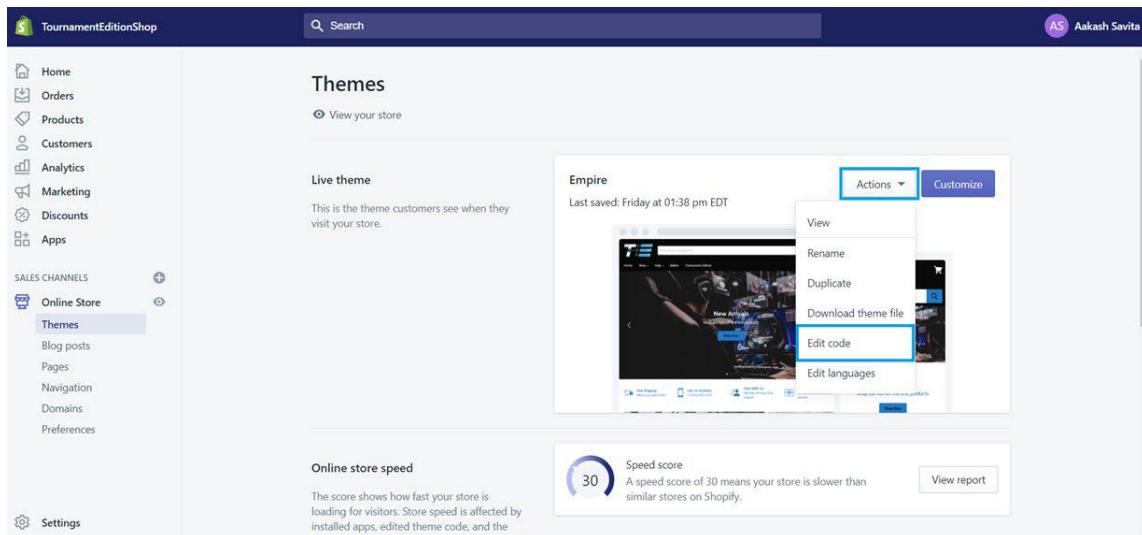 TournamentEditionShop
Search
AS
Aakash Savita
Home
Orders
Products
Customers
Analytics
Marketing
Discounts
Apps
SALES CHANNELS
Online Store
Themes
Blog posts
Pages
Navigation
Domains
Preferences
Settings
Themes
View your store
Live theme
This is the theme customers see when they
visit your store.
Empire
Last saved: Friday at 01:38 pm EDT
Actions
Customize
View
Rename
Duplicate
Download theme file
Edit code
Edit languages
New Arrivals
Online store speed
The score shows how fast your store is
loading for visitors. Store speed is affected by
installed apps, edited theme code, and the
30
Speed score
A speed score of 30 means your store is slower than
similar stores on Shopify.
View report